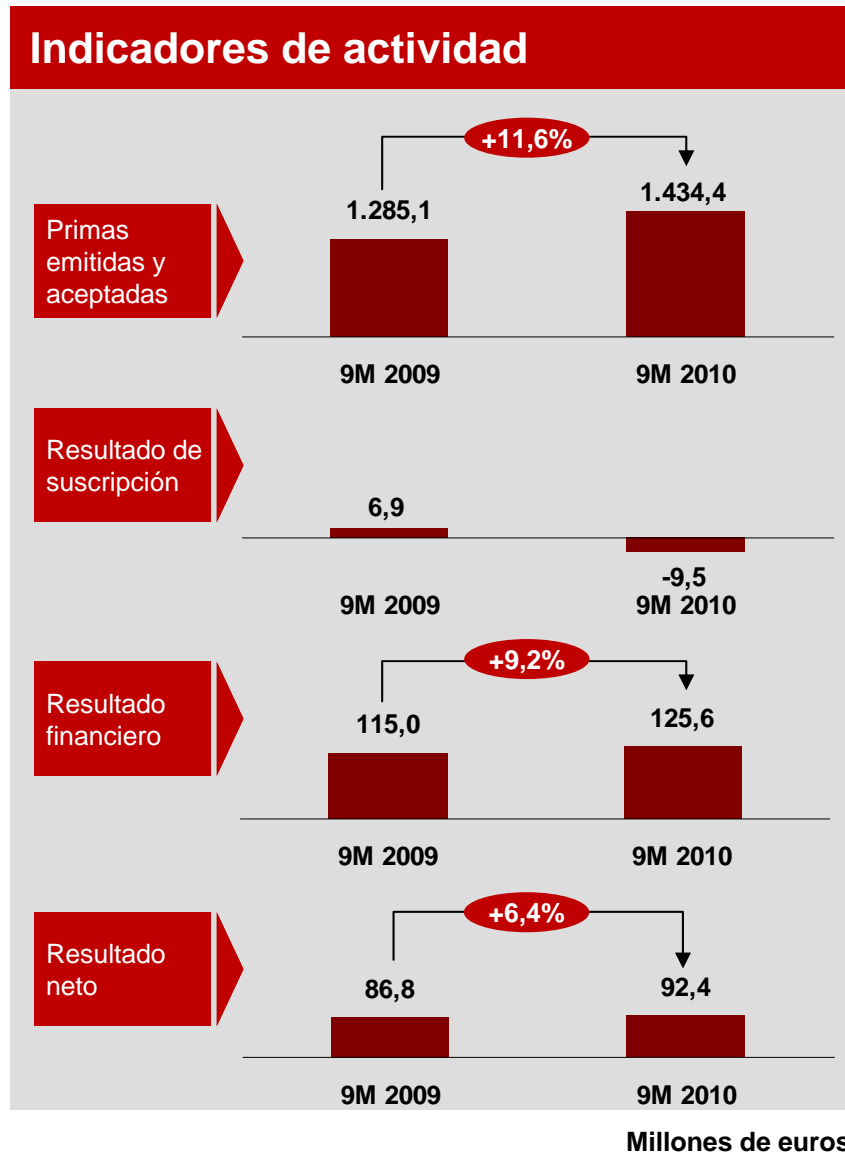 Indicadores de actividad
+11,6%
1.285,1
1.434,4
Primas
emitidas y
aceptadas
9M 2009
9M 2010
Resultado de
suscripción
6,9
-9,5
9M 2009
9M 2010
+9,2%
Resultado
financiero
115,0
125,6
9M 2009
9M 2010
+6,4%
Resultado
neto
86,8
92,4
9M 2009
9M 2010
Millones de euros